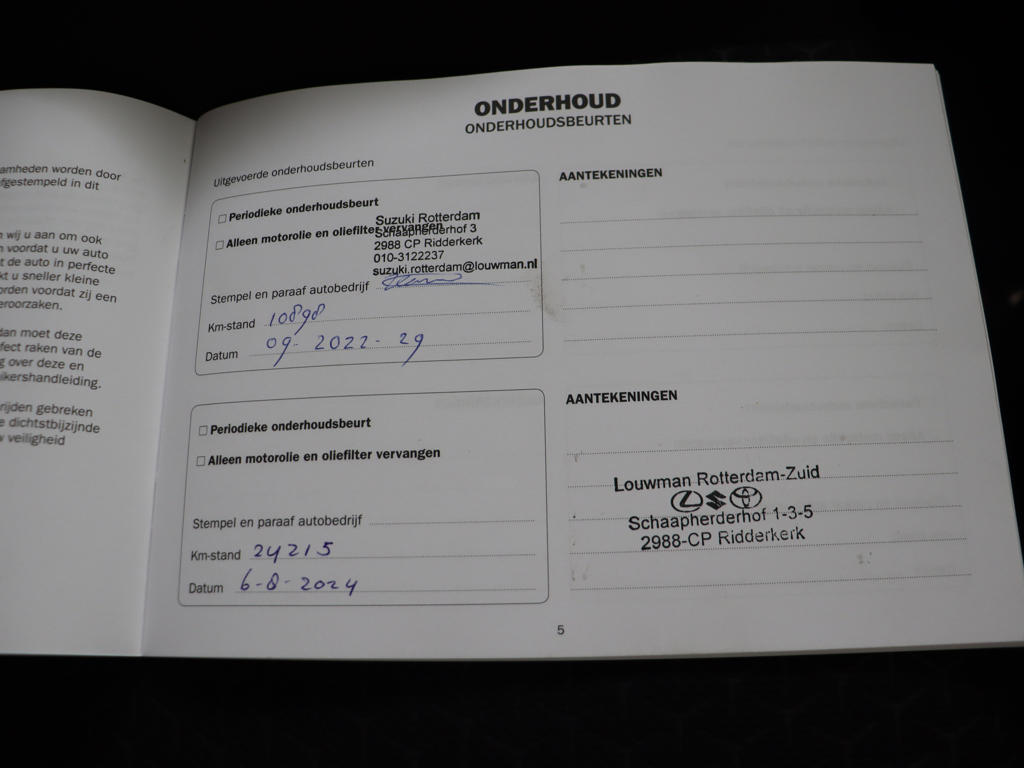 amheden worden door
fgestempeld in dit
n wij u aan om ook
n voordat u uw auto
t de auto in perfecte
kt u sneller kleine
orden voordat zij een
eroorzaken.
dan moet deze
fect raken van de
g over deze en
ikershandleiding.
rijden gebreken
e dichtstbijzijnde
w veiligheid
ONDERHOUD
ONDERHOUDSBEURTEN
Uitgevoerde onderhoudsbeurten
Periodieke onderhoudsbeurt
Alleen motorolie en oliefilter vervangen
Suzuki Rotterdam
Schaapherderhof 3
2988 CP Ridderkerk
010-3122237
suzuki.rotterdam@louwman.nl
Stempel en paraaf autobedrijf
Km-stand 10898
Datum 09-2022-29
AANTEKENINGEN
Periodieke onderhoudsbeurt
Alleen motorolie en oliefilter vervangen
Stempel en paraaf autobedrijf
Km-stand 24215
Datum 6-8-2024
AANTEKENINGEN
Louwman Rotterdam-Zuid
Schaapherderhof 1-3-5
2988-CP Ridderkerk
5